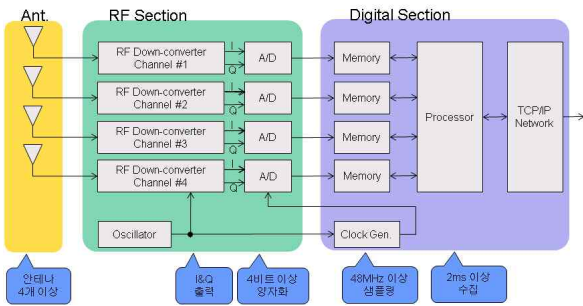 Ant.
RF Section
Digital Section
RF Down-converter
Channel #1
I
Q
A/D
Memory
RF Down-converter
Channel #2
I
Q
A/D
Memory
RF Down-converter
Channel #3
I
Q
A/D
Memory
RF Down-converter
Channel #4
I
Q
A/D
Memory
Processor
TCP/IP
Network
Oscillator
Clock Gen.
안테나
4개 이상
I&Q
출력
4비트 이상
양자화
48MHz 이상
샘플링
2ms 이상
수집